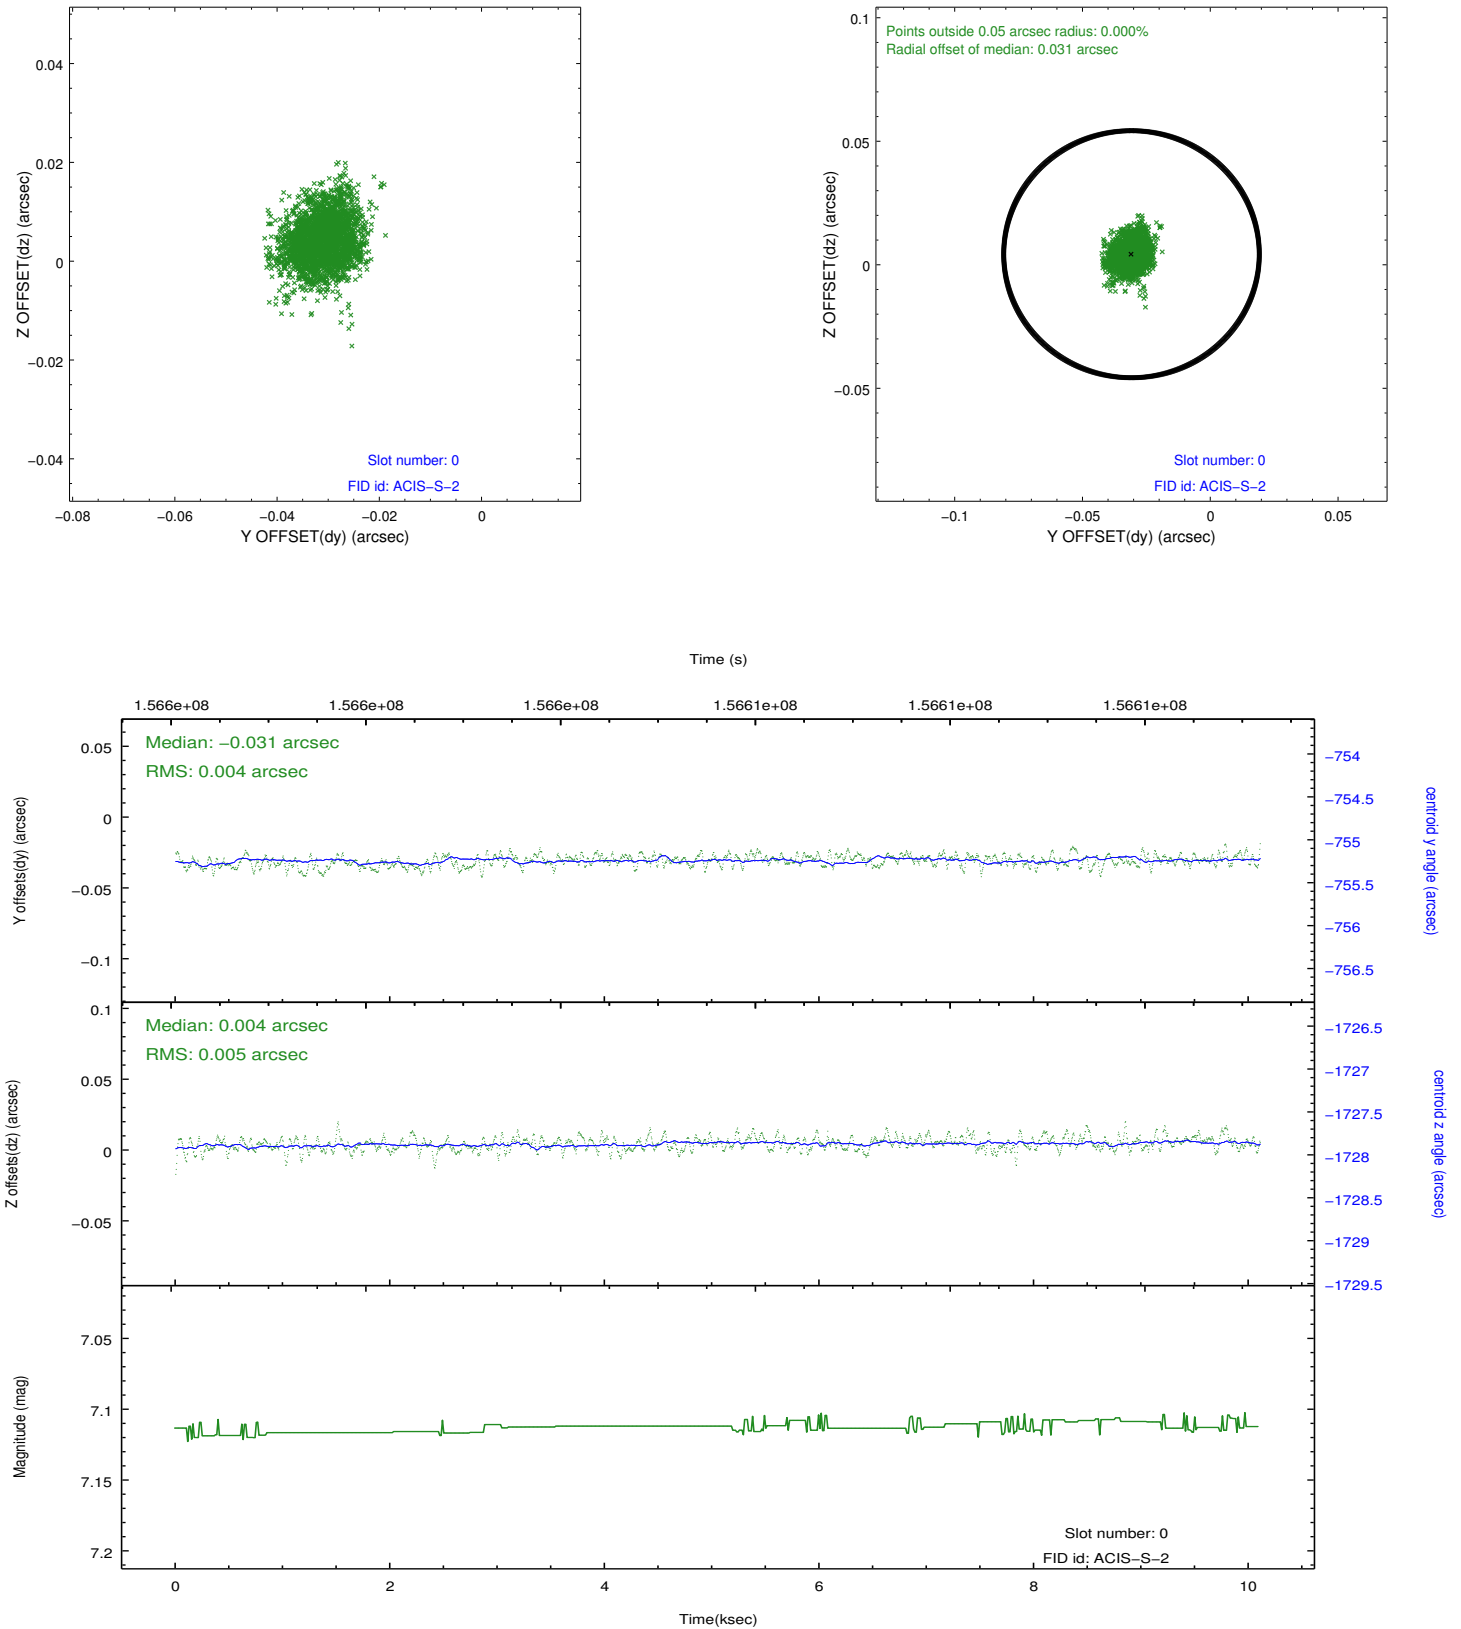 0.04
0.02
0
−0.02
−0.04
Z OFFSET(dz) (arcsec)
Slot number: 0
FID id: ACIS−S−2
−0.08
−0.06
−0.04
−0.02
0
Y OFFSET(dy) (arcsec)
0.1
0.05
0
−0.05
Z OFFSET(dz) (arcsec)
Points outside 0.05 arcsec radius: 0.000%
Radial offset of median: 0.031 arcsec
Slot number: 0
FID id: ACIS−S−2
−0.1
−0.05
0
0.05
Y OFFSET(dy) (arcsec)
Time (s)
1.566e+08
1.566e+08
1.566e+08
1.5661e+08
1.5661e+08
1.5661e+08
Median: −0.031 arcsec
RMS: 0.004 arcsec
0.05
0
−0.05
−0.1
Y offsets(dy) (arcsec)
−754
−754.5
−755
−755.5
−756
−756.5
centroid y angle (arcsec)
Median: 0.004 arcsec
RMS: 0.005 arcsec
0.1
0.05
0
−0.05
Z offsets(dz) (arcsec)
−1726.5
−1727
−1727.5
−1728
−1728.5
−1729
−1729.5
centroid z angle (arcsec)
7.05
7.1
7.15
7.2
Magnitude (mag)
Slot number: 0
FID id: ACIS−S−2
0
2
4
6
8
10
Time(ksec)